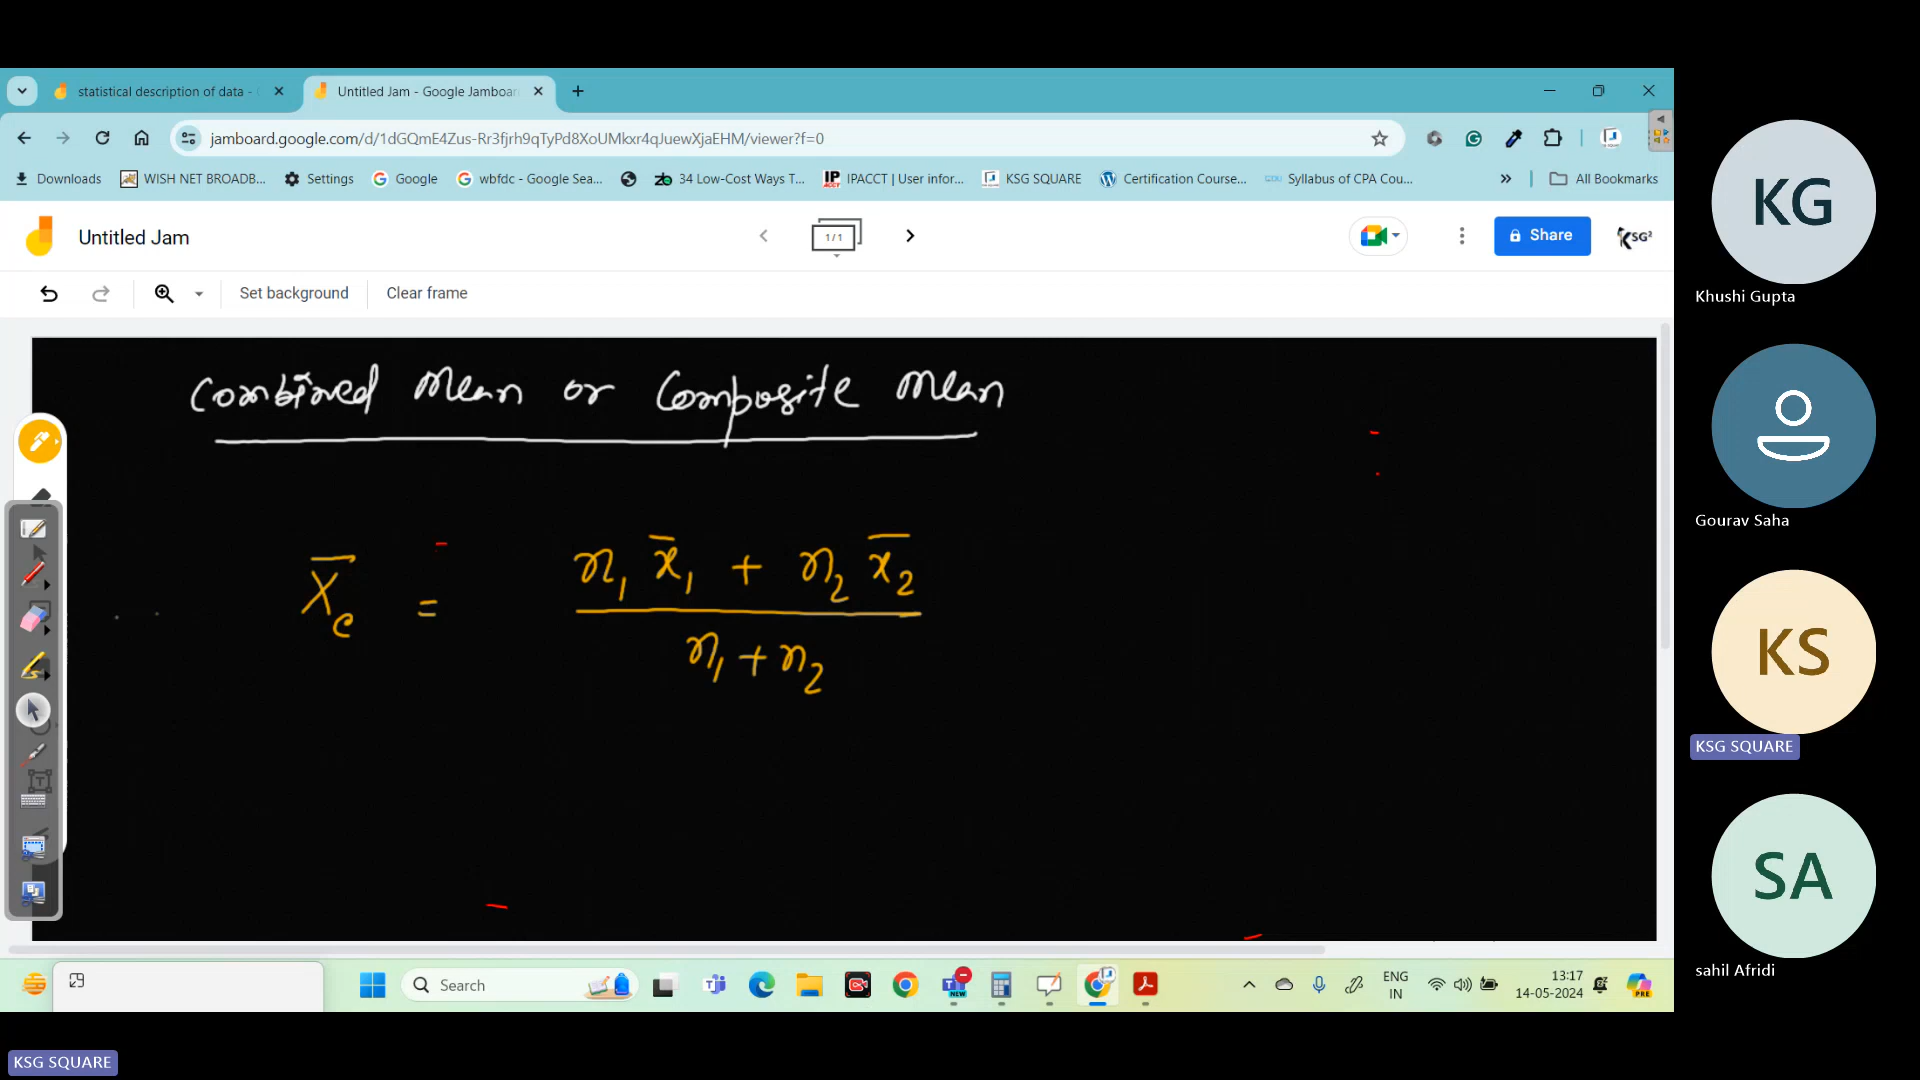 statistical description of data -
Untitled Jam - Google Jamboar
jamboard.google.com/d/1dGQmE4Zus-Rr3fjrh9qTyPd8XoUMkxr4qJuewXjaEHM/viewer?f=0
Downloads WISH NET BROADB... Settings Google wbfdc - Google Sea... 34 Low-Cost Ways T... IPACCT | User infor... KSG SQUARE Certification Course... Syllabus of CPA Cou... » All Bookmarks
Untitled Jam
1/1
Share
KSG²
Set background Clear frame
Combined Mean or Composite Mean
X̄c = (n₁ x̄₁ + n₂ x̄₂) / (n₁ + n₂)
Search
ENG
IN
13:17
14-05-2024
KG
Khushi Gupta
Gourav Saha
KS
KSG SQUARE
SA
sahil Afridi
KSG SQUARE